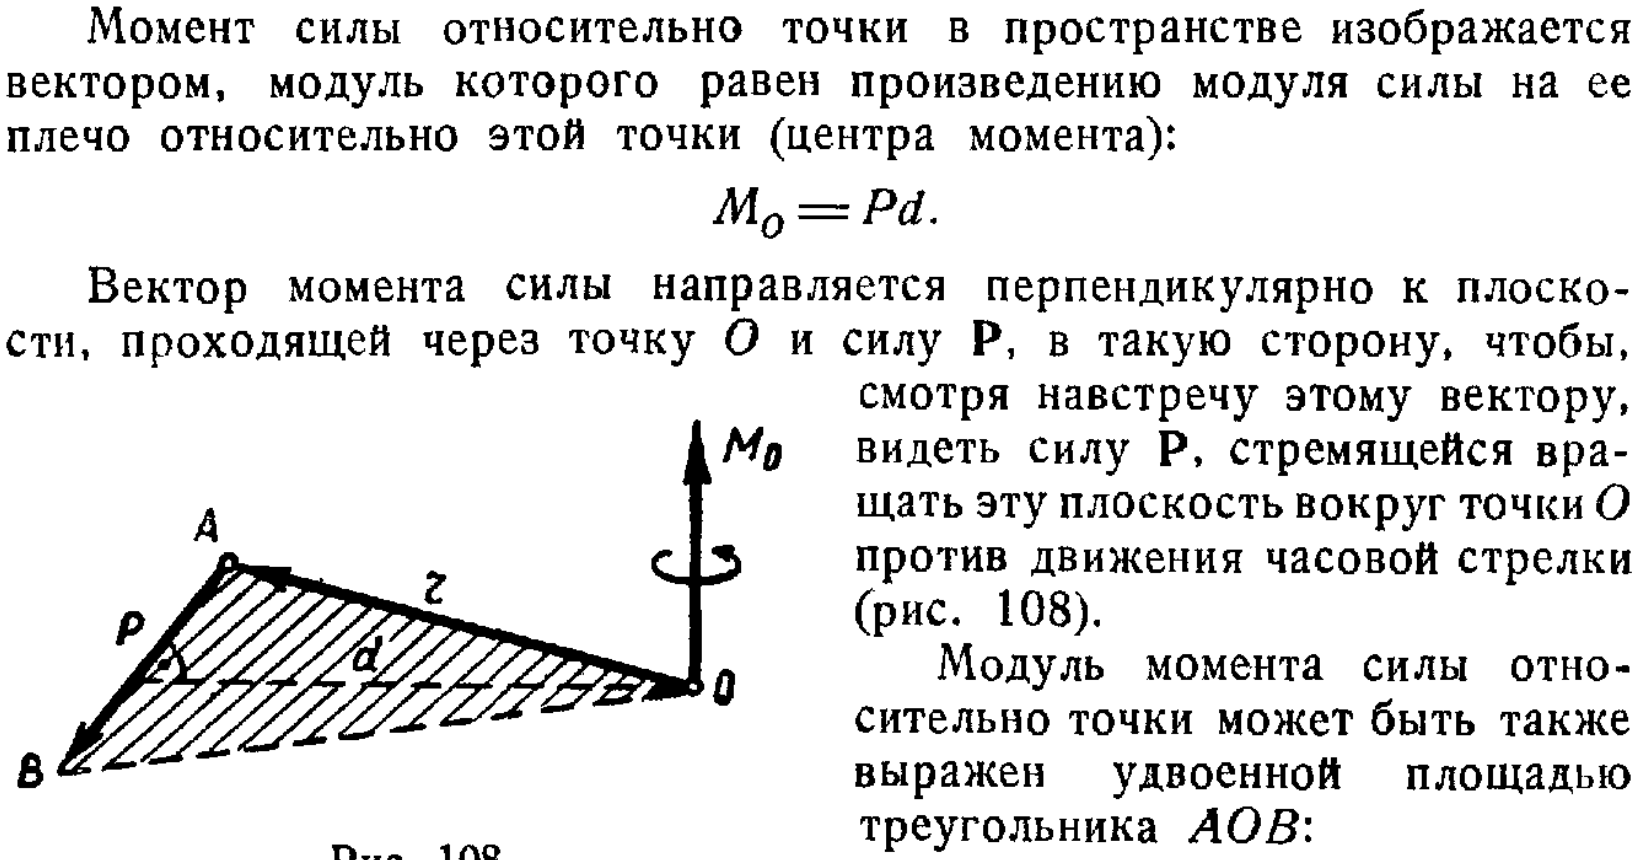 Момент силы относительно точки в пространстве изображается
вектором, модуль которого равен произведению модуля силы на ее
плечо относительно этой точки (центра момента):
M_O = Pd.
Вектор момента силы направляется перпендикулярно к плоско-
сти, проходящей через точку O и силу P, в такую сторону, чтобы,
смотря навстречу этому вектору,
видеть силу P, стремящейся вра-
щать эту плоскость вокруг точки O
против движения часовой стрелки
(рис. 108).
Модуль момента силы отно-
сительно точки может быть также
выражен удвоенной площадью
треугольника AOB:
M_O
A
r
P
d
O
B
Рис. 108